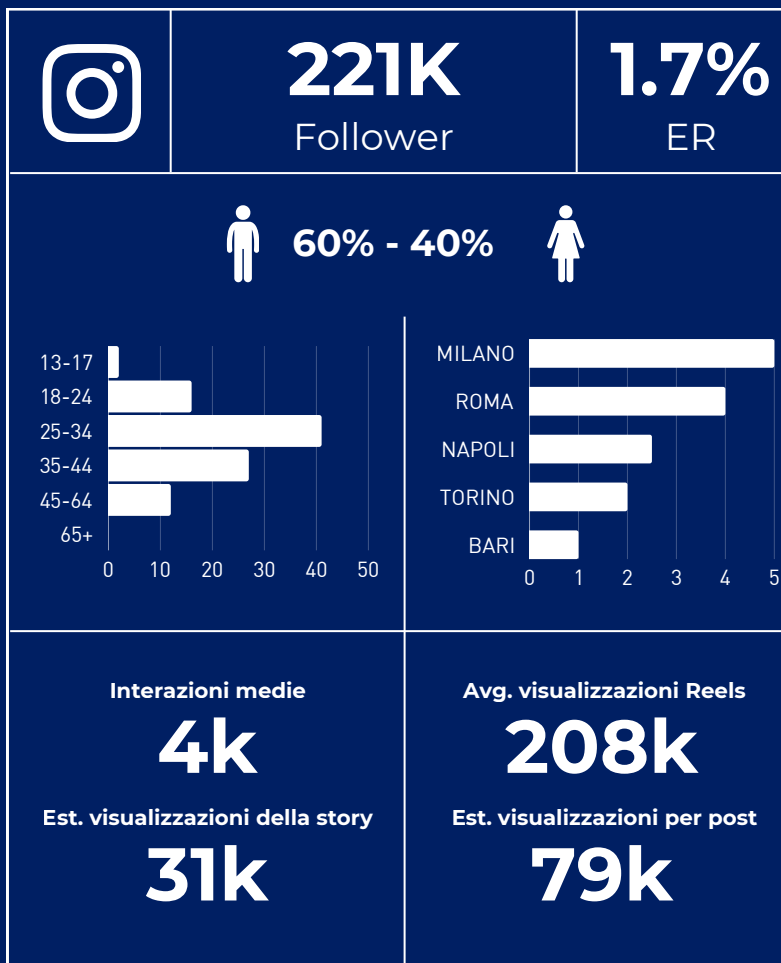 221K
Follower
1.7%
ER
60% - 40%
13-17
18-24
25-34
35-44
45-64
65+
0 10 20 30 40 50
MILANO
ROMA
NAPOLI
TORINO
BARI
0 1 2 3 4 5
Interazioni medie
4k
Est. visualizzazioni della story
31k
Avg. visualizzazioni Reels
208k
Est. visualizzazioni per post
79k